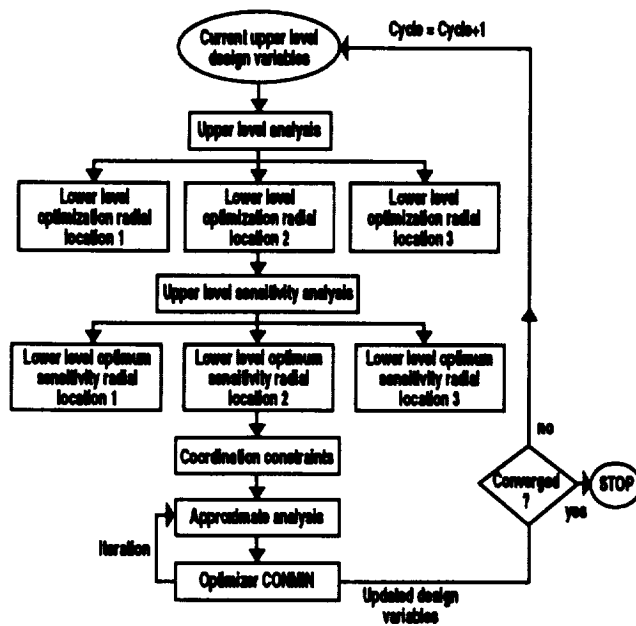 Current upper level
design variables
Cycle = Cycle+1
Upper level analysis
Lower level
optimization radial
location 1
Lower level
optimization radial
location 2
Lower level
optimization radial
location 3
Upper level sensitivity analysis
Lower level optimum
sensitivity radial
location 1
Lower level optimum
sensitivity radial
location 2
Lower level optimum
sensitivity radial
location 3
Coordination constraints
Approximate analysis
Iteration
Optimizer CONMIN
Updated design
variables
no
Converged
?
yes
STOP